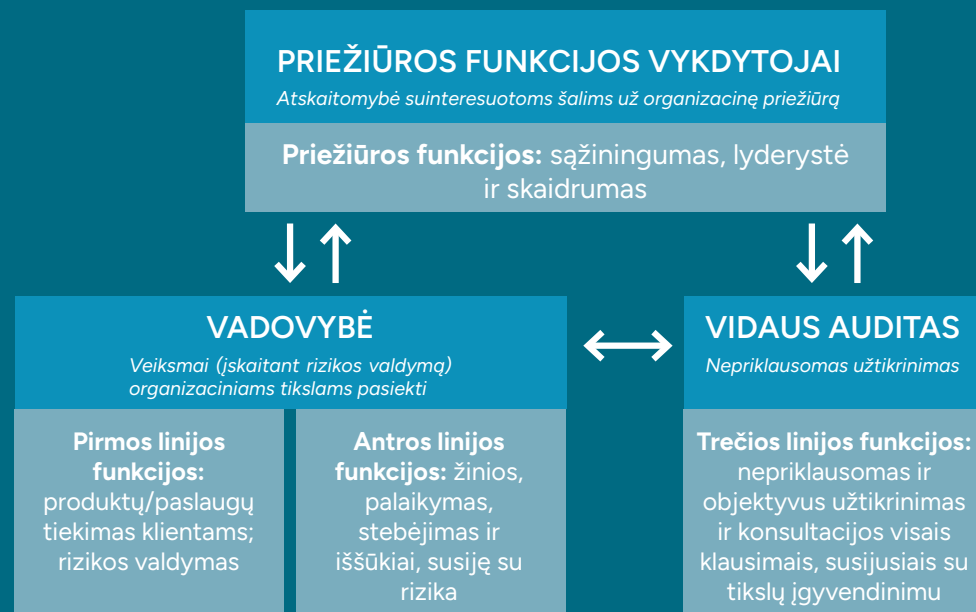 PRIEŽIŪROS FUNKCIJOS VYKDYTOJAI
Atskaitomybė suinteresuotoms šalims už organizacinę priežiūrą
Priežiūros funkcijos: sąžiningumas, lyderystė
ir skaidrumas
VADOVYBĖ
Veiksmai (įskaitant rizikos valdymą)
organizaciniams tikslams pasiekti
Pirmos linijos
funkcijos:
produktų/paslaugų
tiekimas klientams;
rizikos valdymas
Antros linijos
funkcijos: žinios,
palaikymas,
stebėjimas ir
iššūkiai, susiję su
rizika
VIDAUS AUDITAS
Nepriklausomas užtikrinimas
Trečios linijos funkcijos:
nepriklausomas ir
objektyvus užtikrinimas
ir konsultacijos visais
klausimais, susijusiais su
tikslų įgyvendinimu